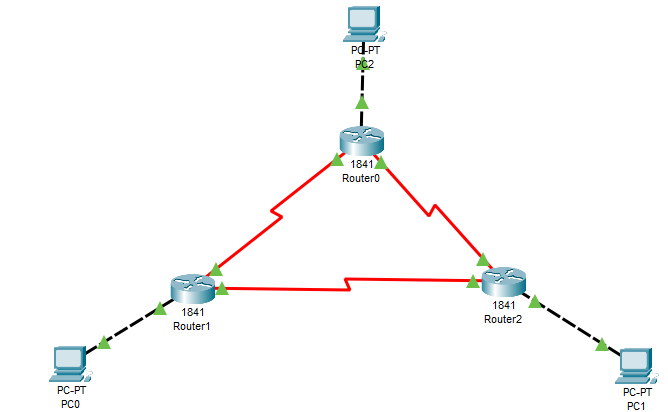 PC-PT
PC2
1841
Router0
1841
Router1
1841
Router2
PC-PT
PC0
PC-PT
PC1